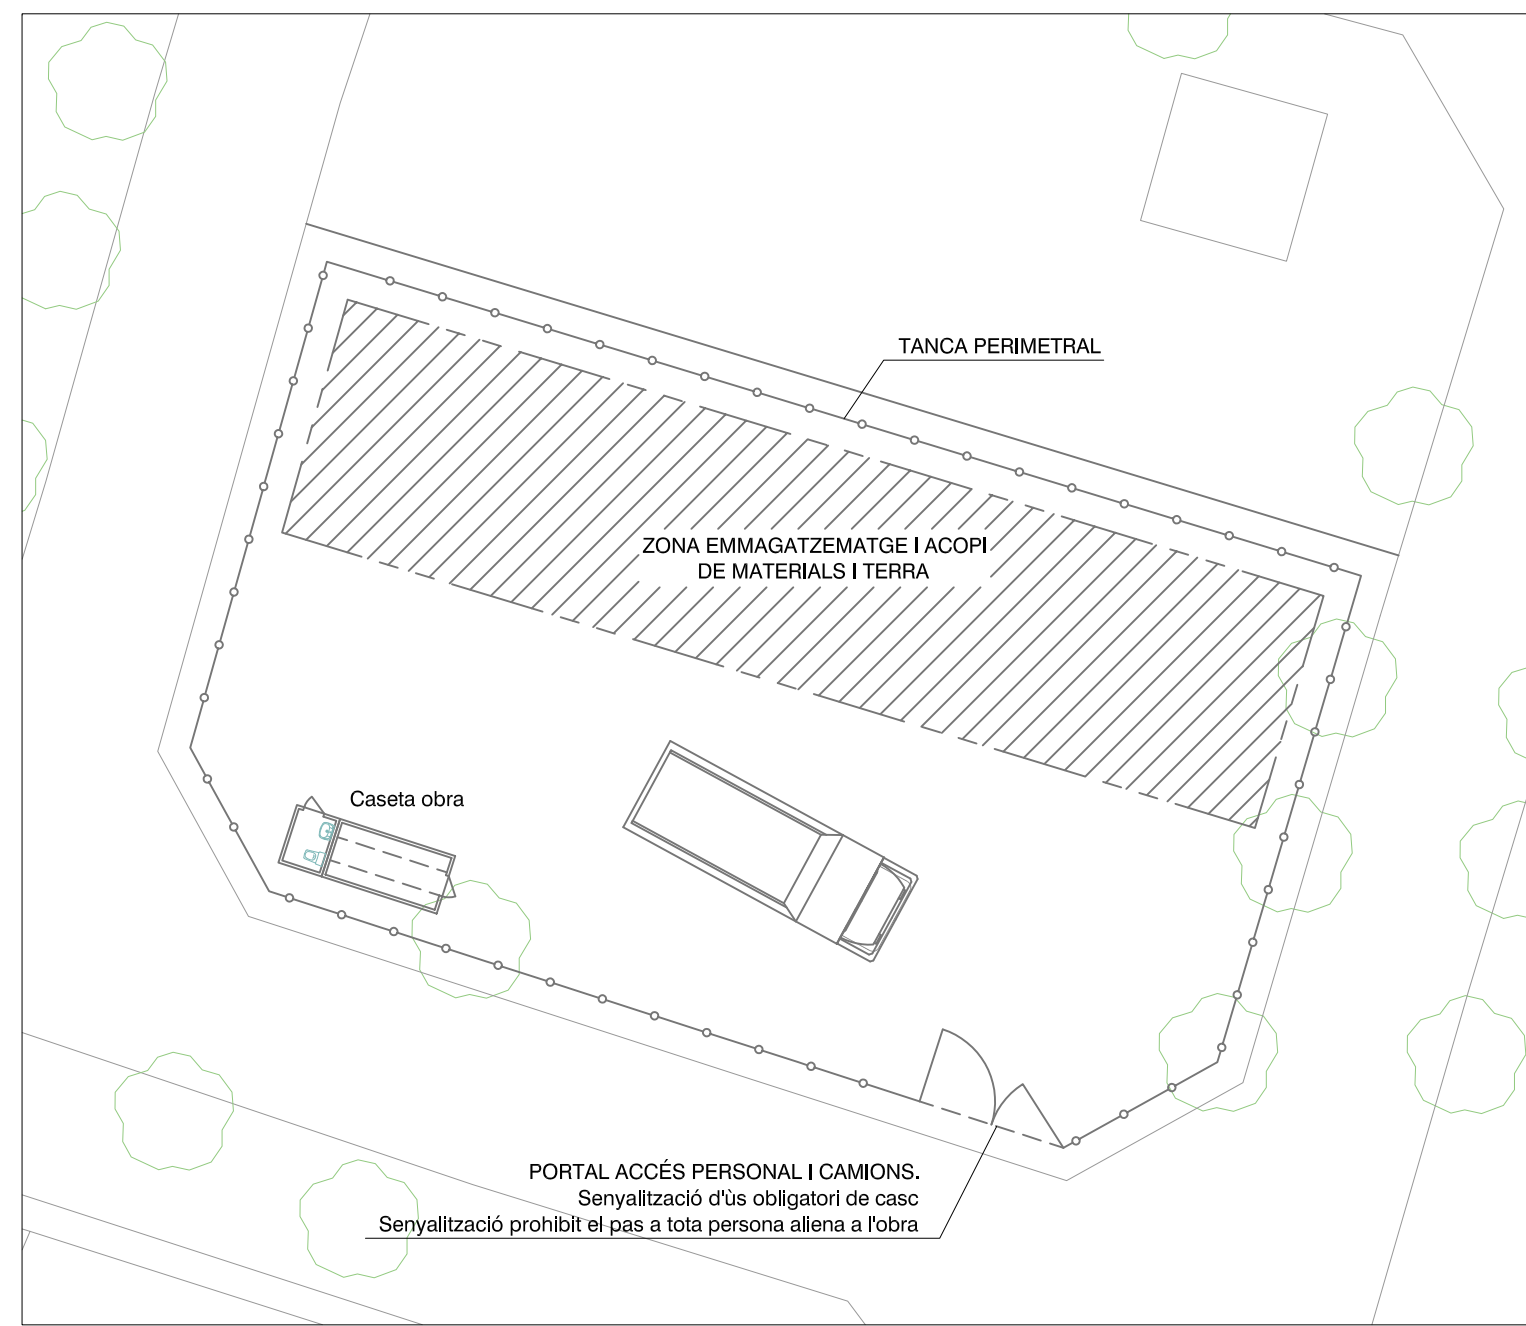 TANCA PERIMETRAL
ZONA EMMAGATZEMATGE I ACOPI
DE MATERIALS I TERRA
Caseta obra
PORTAL ACCÉS PERSONAL I CAMIONS.
Senyalització d'ùs obligatori de casc
Senyalització prohibit el pas a tota persona aliena a l'obra